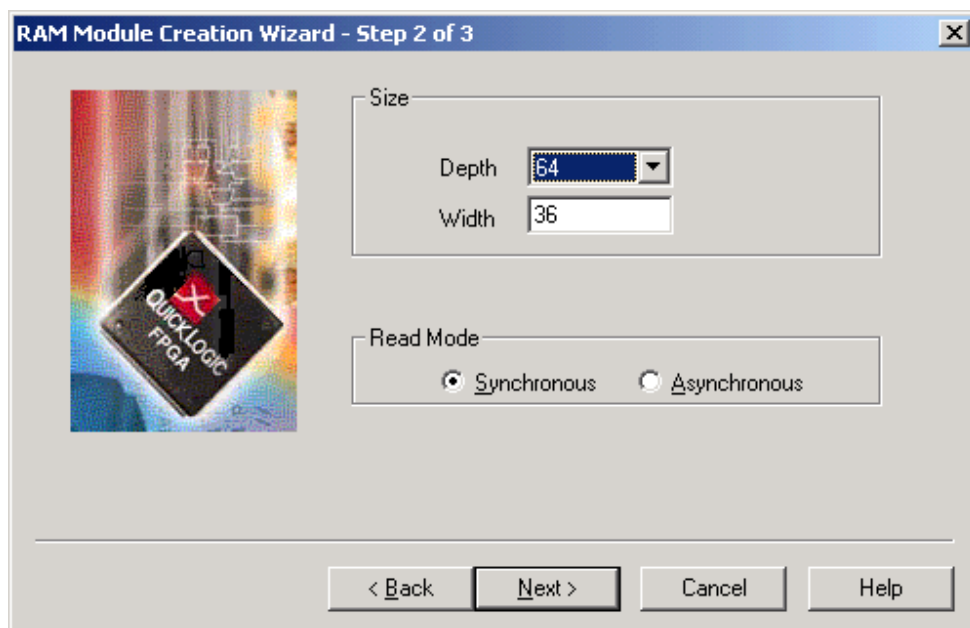 RAM Module Creation Wizard - Step 2 of 3
QUICKLOGIC
FPGA
Size
Depth 64
Width 36
Read Mode
Synchronous Asynchronous
< Back Next > Cancel Help